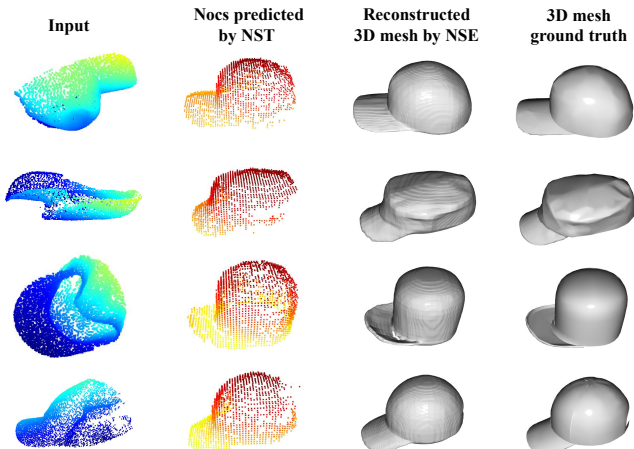 Input
Nocs predicted
by NST
Reconstructed
3D mesh by NSE
3D mesh
ground truth